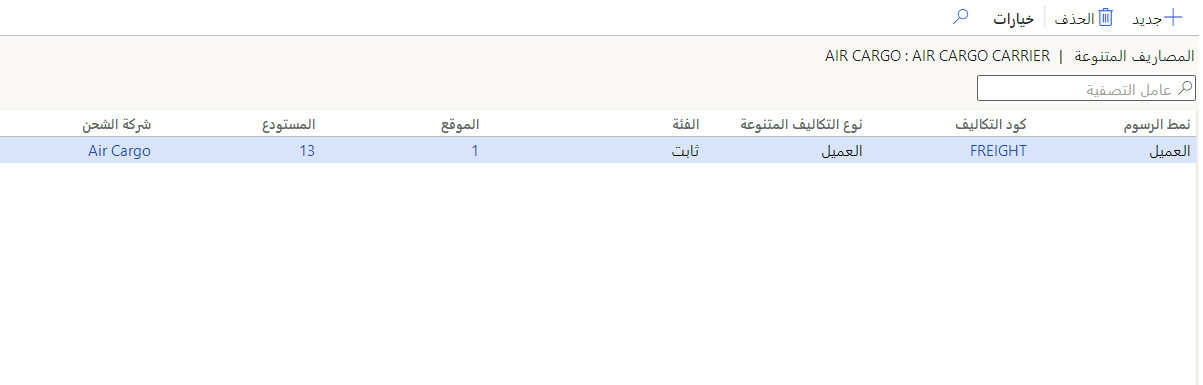 جديد الحذف خيارات
المصاريف المتنوعة | AIR CARGO : AIR CARGO CARRIER
عامل التصفية
نمط الرسوم كود التكاليف نوع التكاليف المتنوعة الفئة الموقع المستودع شركة الشحن
العميل FREIGHT العميل ثابت 1 13 Air Cargo